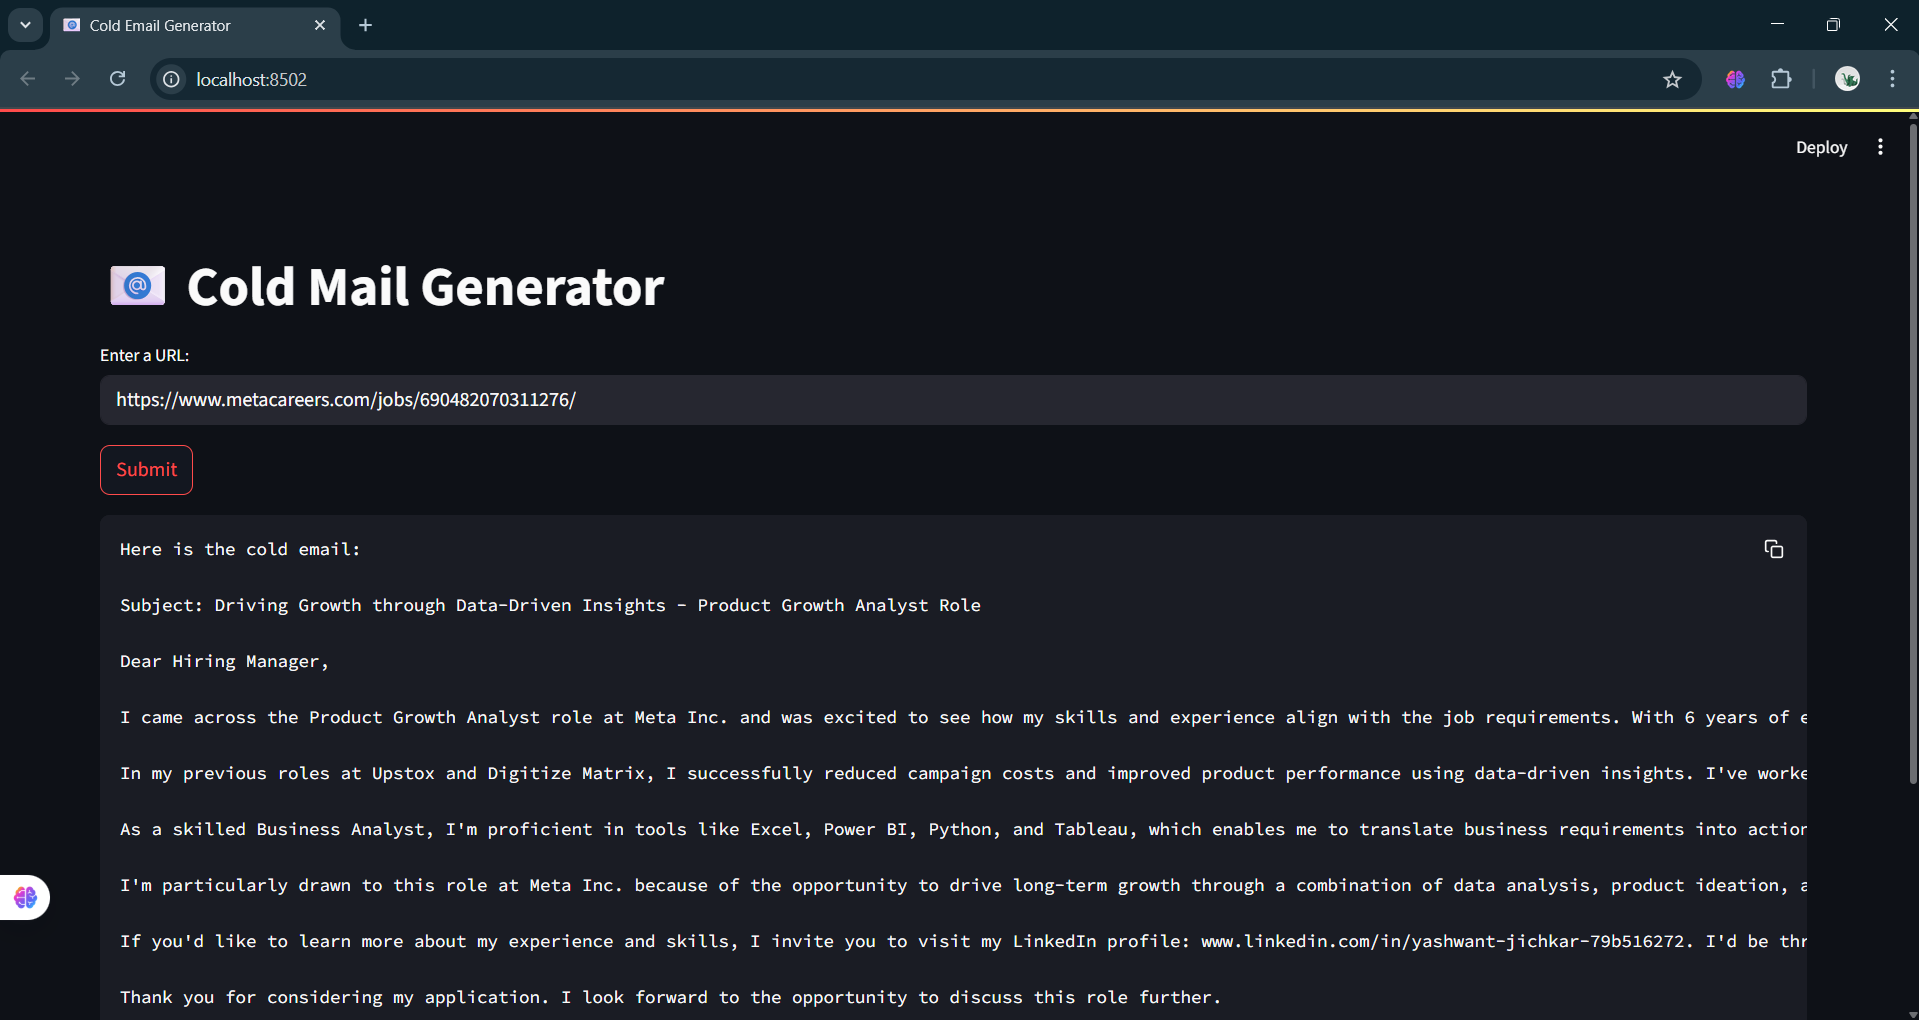 Cold Email Generator
localhost:8502
Deploy
Cold Mail Generator
Enter a URL:
https://www.metacareers.com/jobs/690482070311276/
Submit
Here is the cold email:
Subject: Driving Growth through Data-Driven Insights - Product Growth Analyst Role
Dear Hiring Manager,
I came across the Product Growth Analyst role at Meta Inc. and was excited to see how my skills and experience align with the job requirements. With 6 years of
In my previous roles at Upstox and Digitize Matrix, I successfully reduced campaign costs and improved product performance using data-driven insights. I've worke
As a skilled Business Analyst, I'm proficient in tools like Excel, Power BI, Python, and Tableau, which enables me to translate business requirements into action
I'm particularly drawn to this role at Meta Inc. because of the opportunity to drive long-term growth through a combination of data analysis, product ideation,
If you'd like to learn more about my experience and skills, I invite you to visit my LinkedIn profile: www.linkedin.com/in/yashwant-jichkar-79b516272. I'd be thr
Thank you for considering my application. I look forward to the opportunity to discuss this role further.